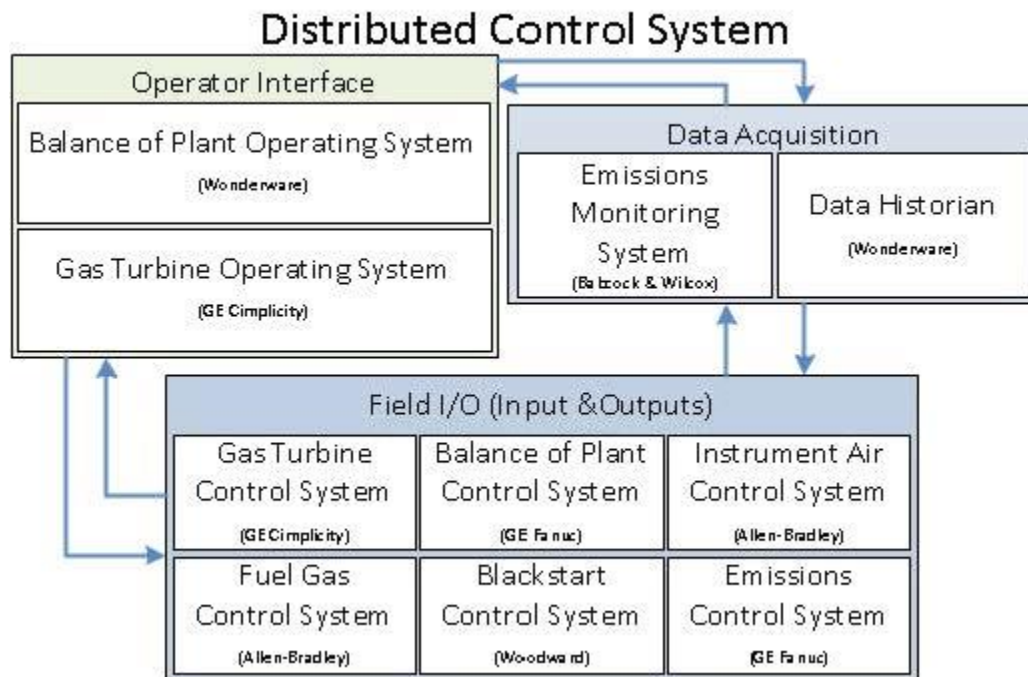 Distributed Control System
Operator Interface
Balance of Plant Operating System
(Wonderware)
Gas Turbine Operating System
(GE Cimplicity)
Data Acquisition
Emissions
Monitoring
System
(Babcock & Wilcox)
Data Historian
(Wonderware)
Field I/O (Input &Outputs)
Gas Turbine
Control System
(GE Cimplicity)
Balance of Plant
Control System
(GE Fanuc)
Instrument Air
Control System
(Allen-Bradley)
Fuel Gas
Control System
(Allen-Bradley)
Blackstart
Control System
(Woodward)
Emissions
Control System
(GE Fanuc)